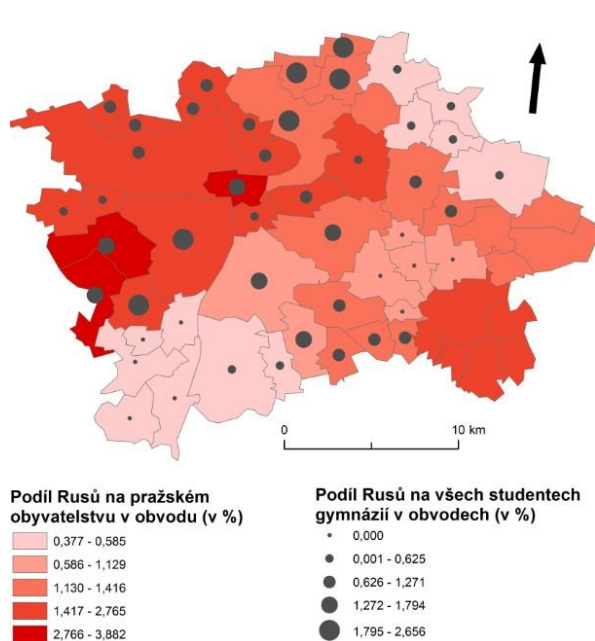 0
10 km
Podíl Rusů na pražském
obyvatelstvu v obvodu (v %)
0,377 - 0,585
0,586 - 1,129
1,130 - 1,416
1,417 - 2,765
2,766 - 3,882
Podíl Rusů na všech studentech
gymnázií v obvodech (v %)
0,000
0,001 - 0,625
0,626 - 1,271
1,272 - 1,794
1,795 - 2,656